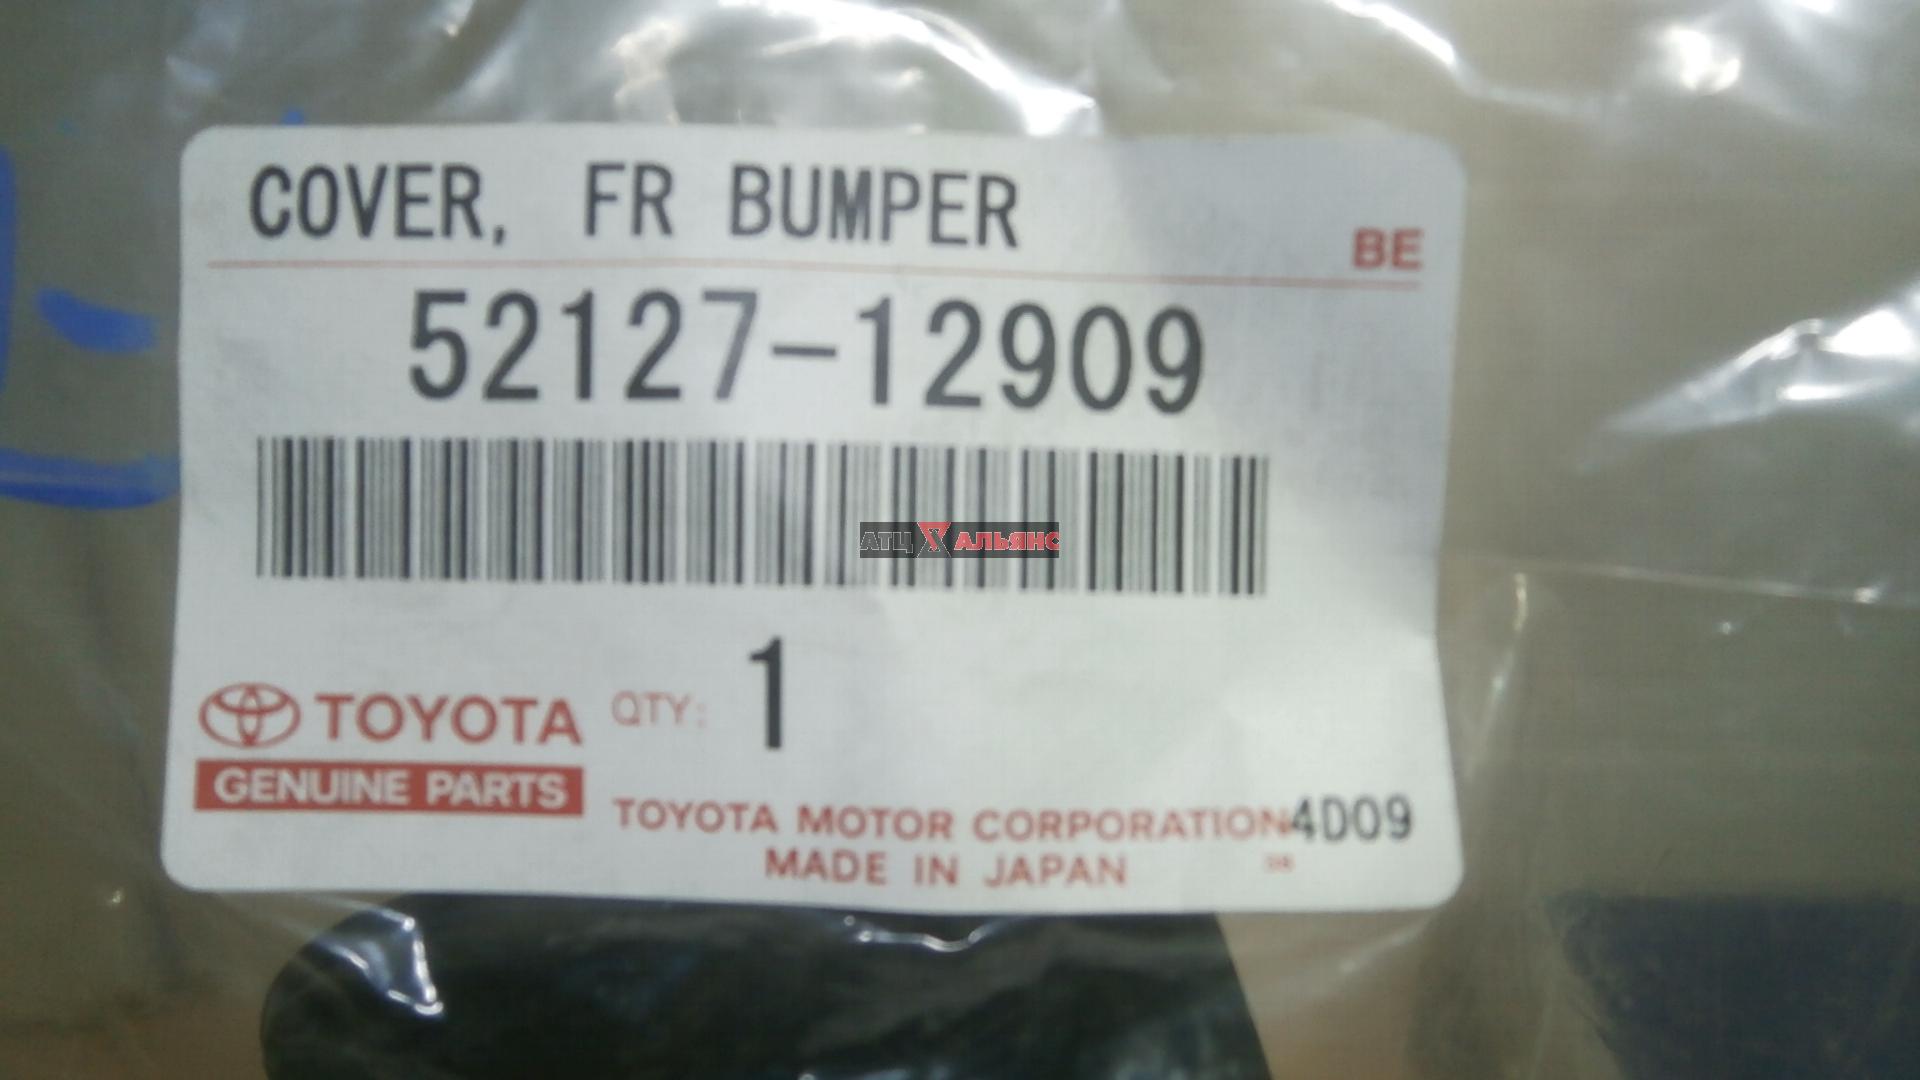 COVER, FR BUMPER
BE
52127-12909
АТЦ АЛЬЯНС
QTY: 1
TOYOTA
GENUINE PARTS
TOYOTA MOTOR CORPORATION 4D09
MADE IN JAPAN